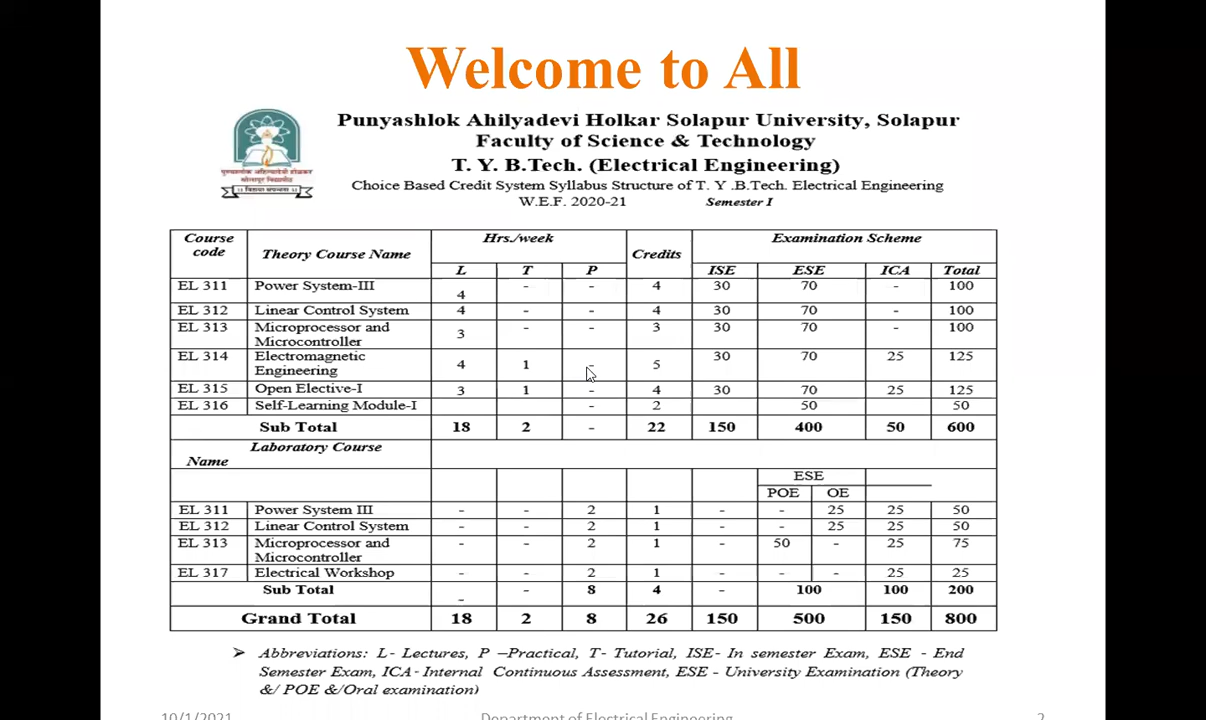 Welcome to All
Punyashlok Ahilyadevi Holkar Solapur University, Solapur
Faculty of Science & Technology
T. Y. B.Tech. (Electrical Engineering)
Choice Based Credit System Syllabus Structure of T. Y .B.Tech. Electrical Engineering
W.E.F. 2020-21 Semester I
Course code Theory Course Name Hrs./week Credits Examination Scheme
L T P ISE ESE ICA Total
EL 311 Power System-III 4 - - 4 30 70 - 100
EL 312 Linear Control System 4 - - 4 30 70 - 100
EL 313 Microprocessor and Microcontroller 3 - - 3 30 70 - 100
EL 314 Electromagnetic Engineering 4 1 - 5 30 70 25 125
EL 315 Open Elective-I 3 1 - 4 30 70 25 125
EL 316 Self-Learning Module-I - 2 50 50
Sub Total 18 2 - 22 150 400 50 600
Laboratory Course Name
ESE
POE OE
EL 311 Power System III - - 2 1 - - 25 25 50
EL 312 Linear Control System - - 2 1 - - 25 25 50
EL 313 Microprocessor and Microcontroller - - 2 1 - 50 - 25 75
EL 317 Electrical Workshop - - 2 1 - - - 25 25
Sub Total - - 8 4 - 100 100 200
Grand Total 18 2 8 26 150 500 150 800
➢ Abbreviations: L- Lectures, P –Practical, T- Tutorial, ISE- In semester Exam, ESE - End
Semester Exam, ICA- Internal Continuous Assessment, ESE - University Examination (Theory
&/ POE &/Oral examination)
10/1/2021 Department of Electrical Engineering 2